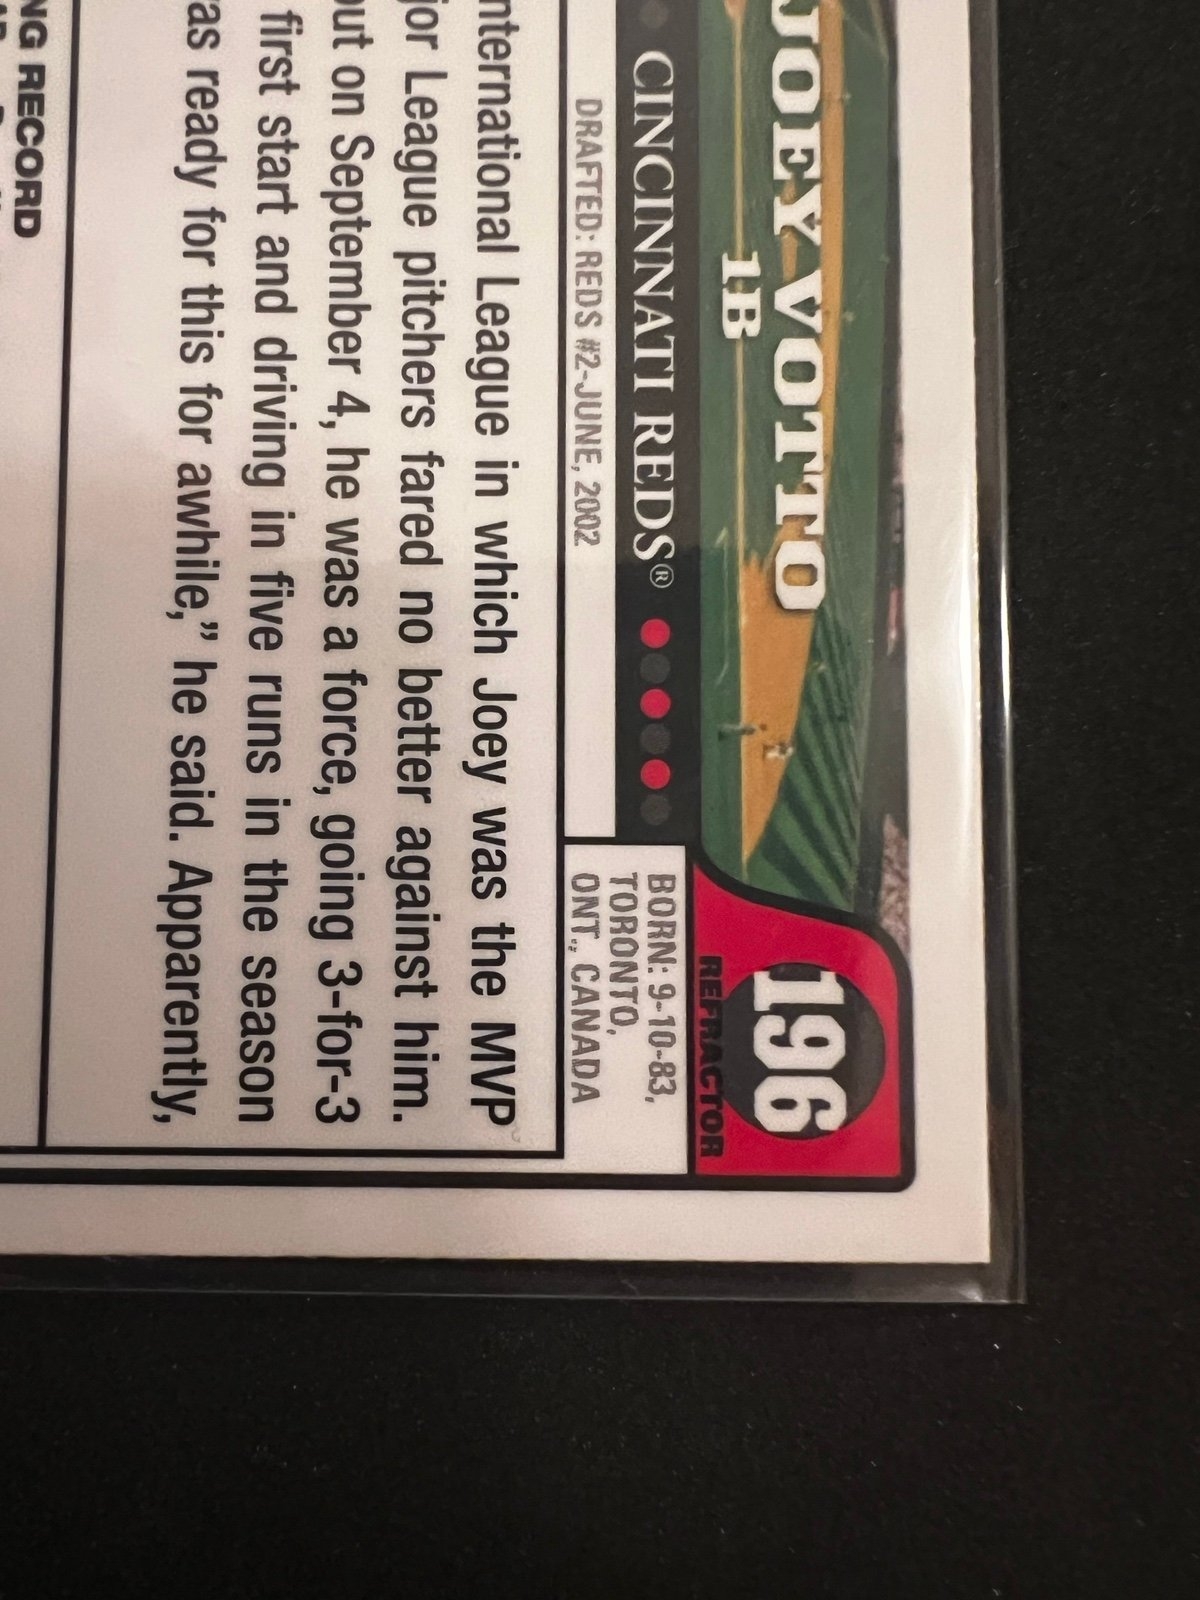 JOEY VOTTO
1B
196
REFRACTOR
CINCINNATI REDS®
DRAFTED: REDS #2-JUNE, 2002
BORN: 9-10-83,
TORONTO,
ONT., CANADA
nternational League in which Joey was the MVP
jor League pitchers fared no better against him.
out on September 4, he was a force, going 3-for-3
first start and driving in five runs in the season
as ready for this for awhile,” he said. Apparently,
NG RECORD